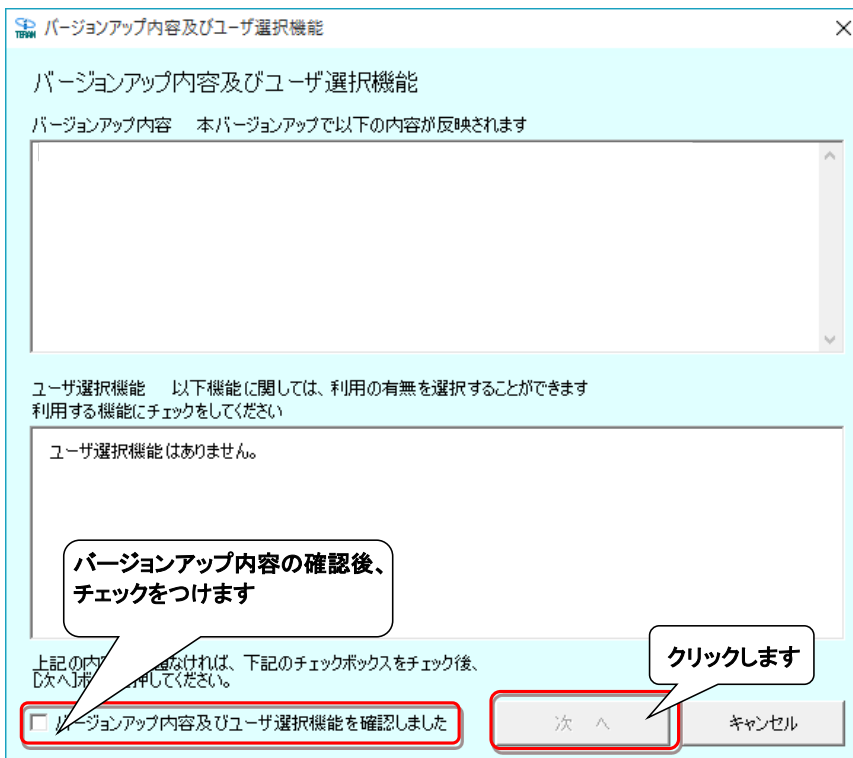 TERAM バージョンアップ内容及びユーザ選択機能
バージョンアップ内容及びユーザ選択機能
バージョンアップ内容 本バージョンアップで以下の内容が反映されます
ユーザ選択機能 以下機能に関しては、利用の有無を選択することができます
利用する機能にチェックをしてください
ユーザ選択機能はありません。
バージョンアップ内容の確認後、
チェックをつけます
クリックします
上記の内 なければ、下記のチェックボックスをチェック後、
[次へ]ボ 押してください。
バージョンアップ内容及びユーザ選択機能を確認しました
次 へ
キャンセル